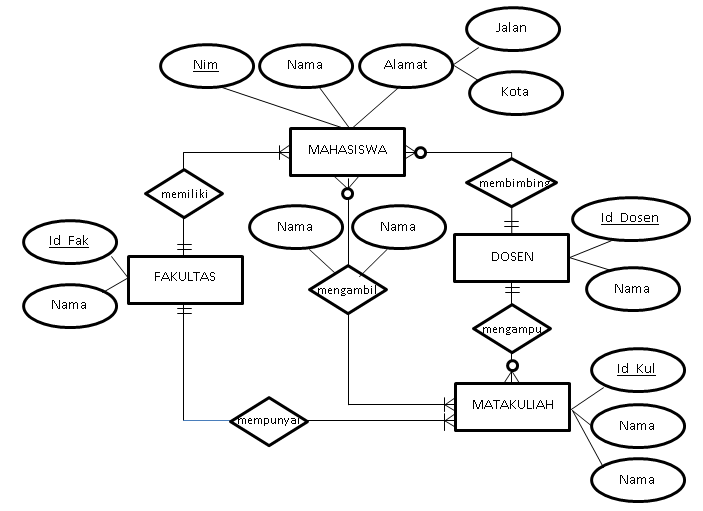 Jalan
Nim
Nama
Alamat
Kota
MAHASISWA
memiliki
membimbing
Id_Fak
Nama
Nama
Id_Dosen
FAKULTAS
DOSEN
Nama
mengambil
Nama
mengampu
Id_Kul
MATAKULIAH
mempunyai
Nama
Nama